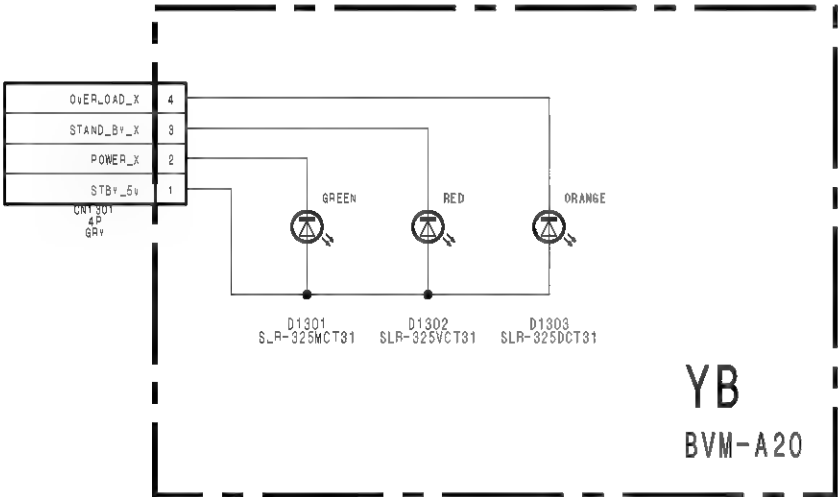 OVERLOAD_X 4
STAND_BY_X 3
POWER_X 2
STBY_5V 1
CN1301
4P
GRY
GREEN
RED
ORANGE
D1301
SLR-325MCT31
D1302
SLR-325VCT31
D1303
SLR-325DCT31
YB
BVM-A20